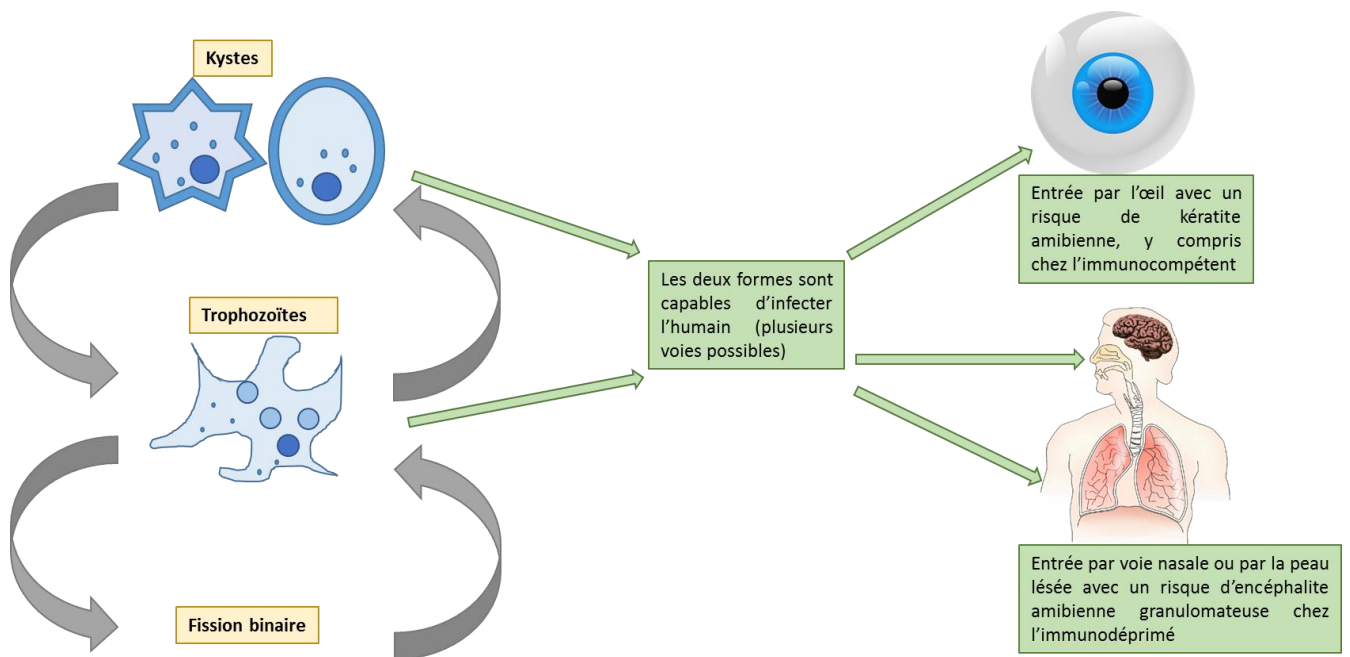 Kystes
Trophozoïtes
Fission binaire
Les deux formes sont
capables d’infecter
l’humain (plusieurs
voies possibles)
Entrée par l’œil avec un
risque de kératite
amibienne, y compris
chez l’immunocompétent
Entrée par voie nasale ou par la peau
lésée avec un risque d’encéphalite
amibienne granulomateuse chez
l’immunodéprimé